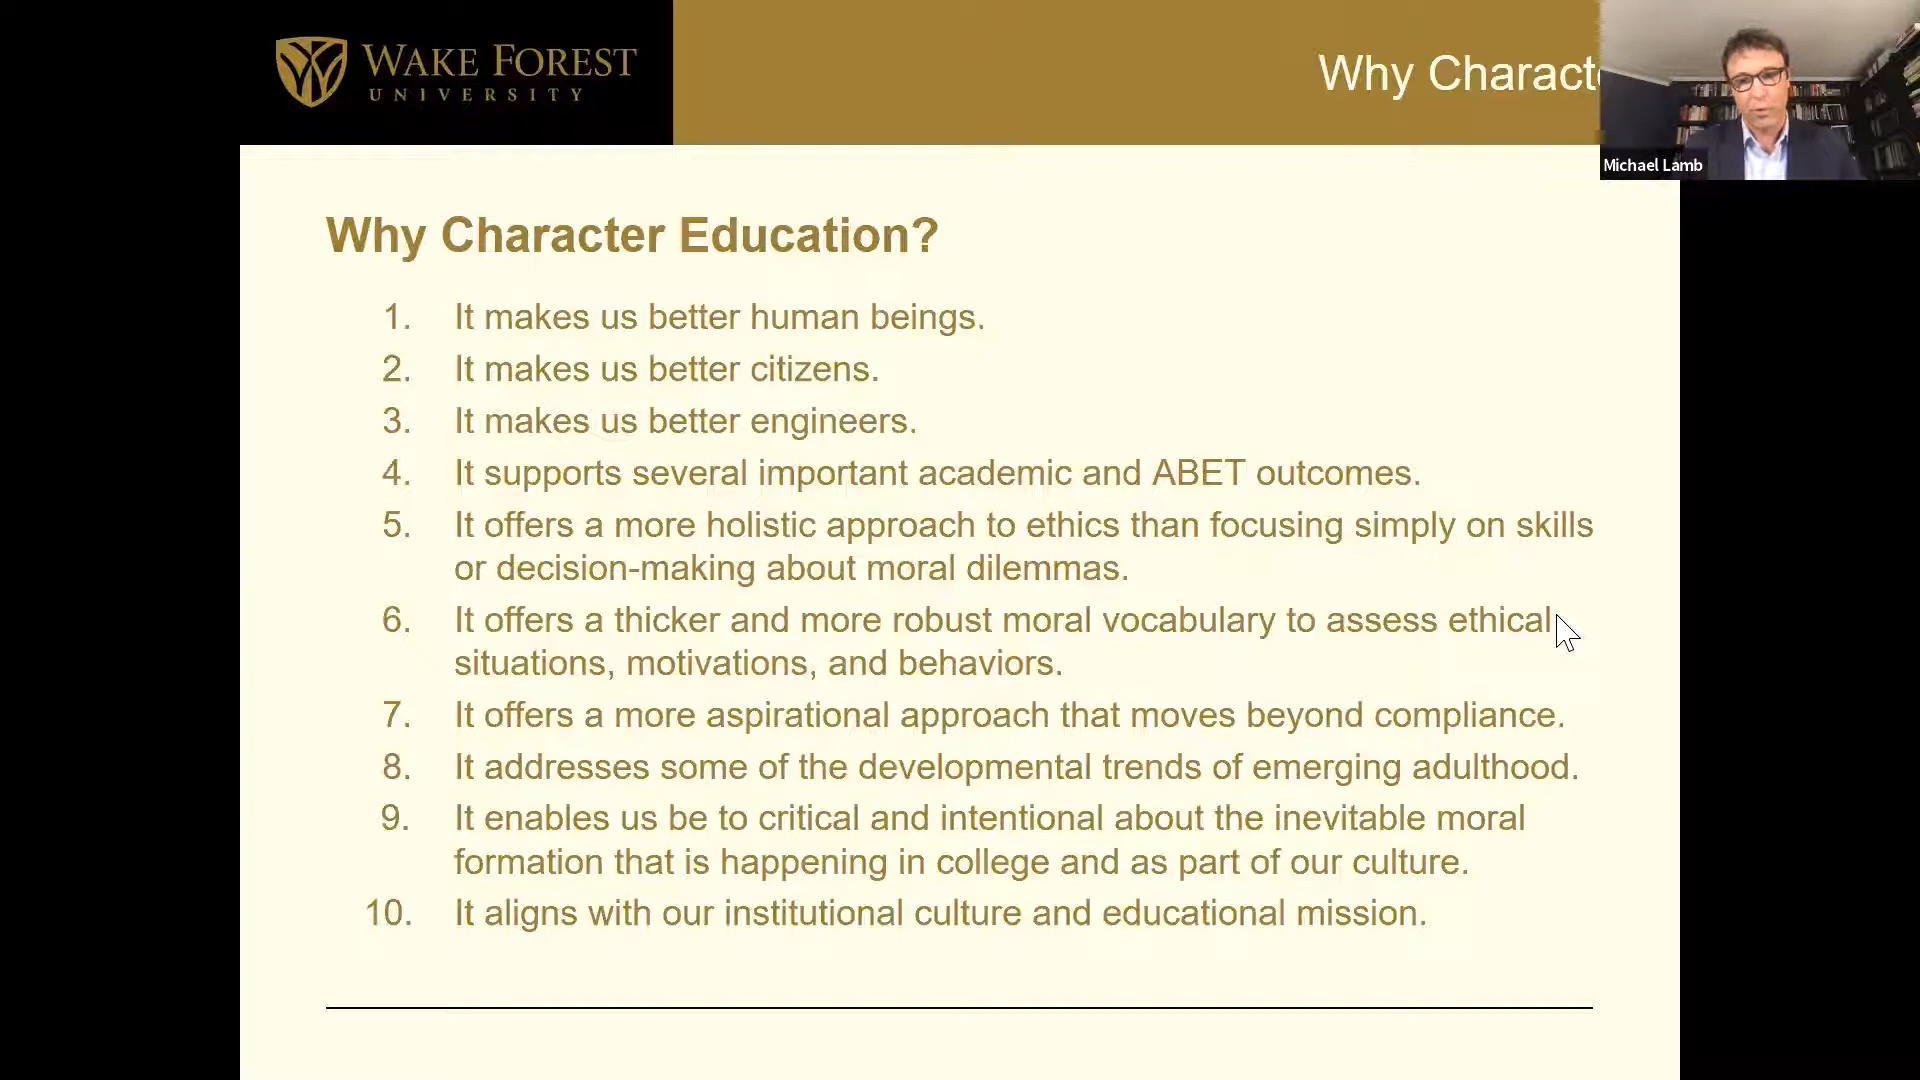 WAKE FOREST
UNIVERSITY
Why Characte
Michael Lamb
Why Character Education?
1. It makes us better human beings.
2. It makes us better citizens.
3. It makes us better engineers.
4. It supports several important academic and ABET outcomes.
5. It offers a more holistic approach to ethics than focusing simply on skills
or decision-making about moral dilemmas.
6. It offers a thicker and more robust moral vocabulary to assess ethical
situations, motivations, and behaviors.
7. It offers a more aspirational approach that moves beyond compliance.
8. It addresses some of the developmental trends of emerging adulthood.
9. It enables us be to critical and intentional about the inevitable moral
formation that is happening in college and as part of our culture.
10. It aligns with our institutional culture and educational mission.